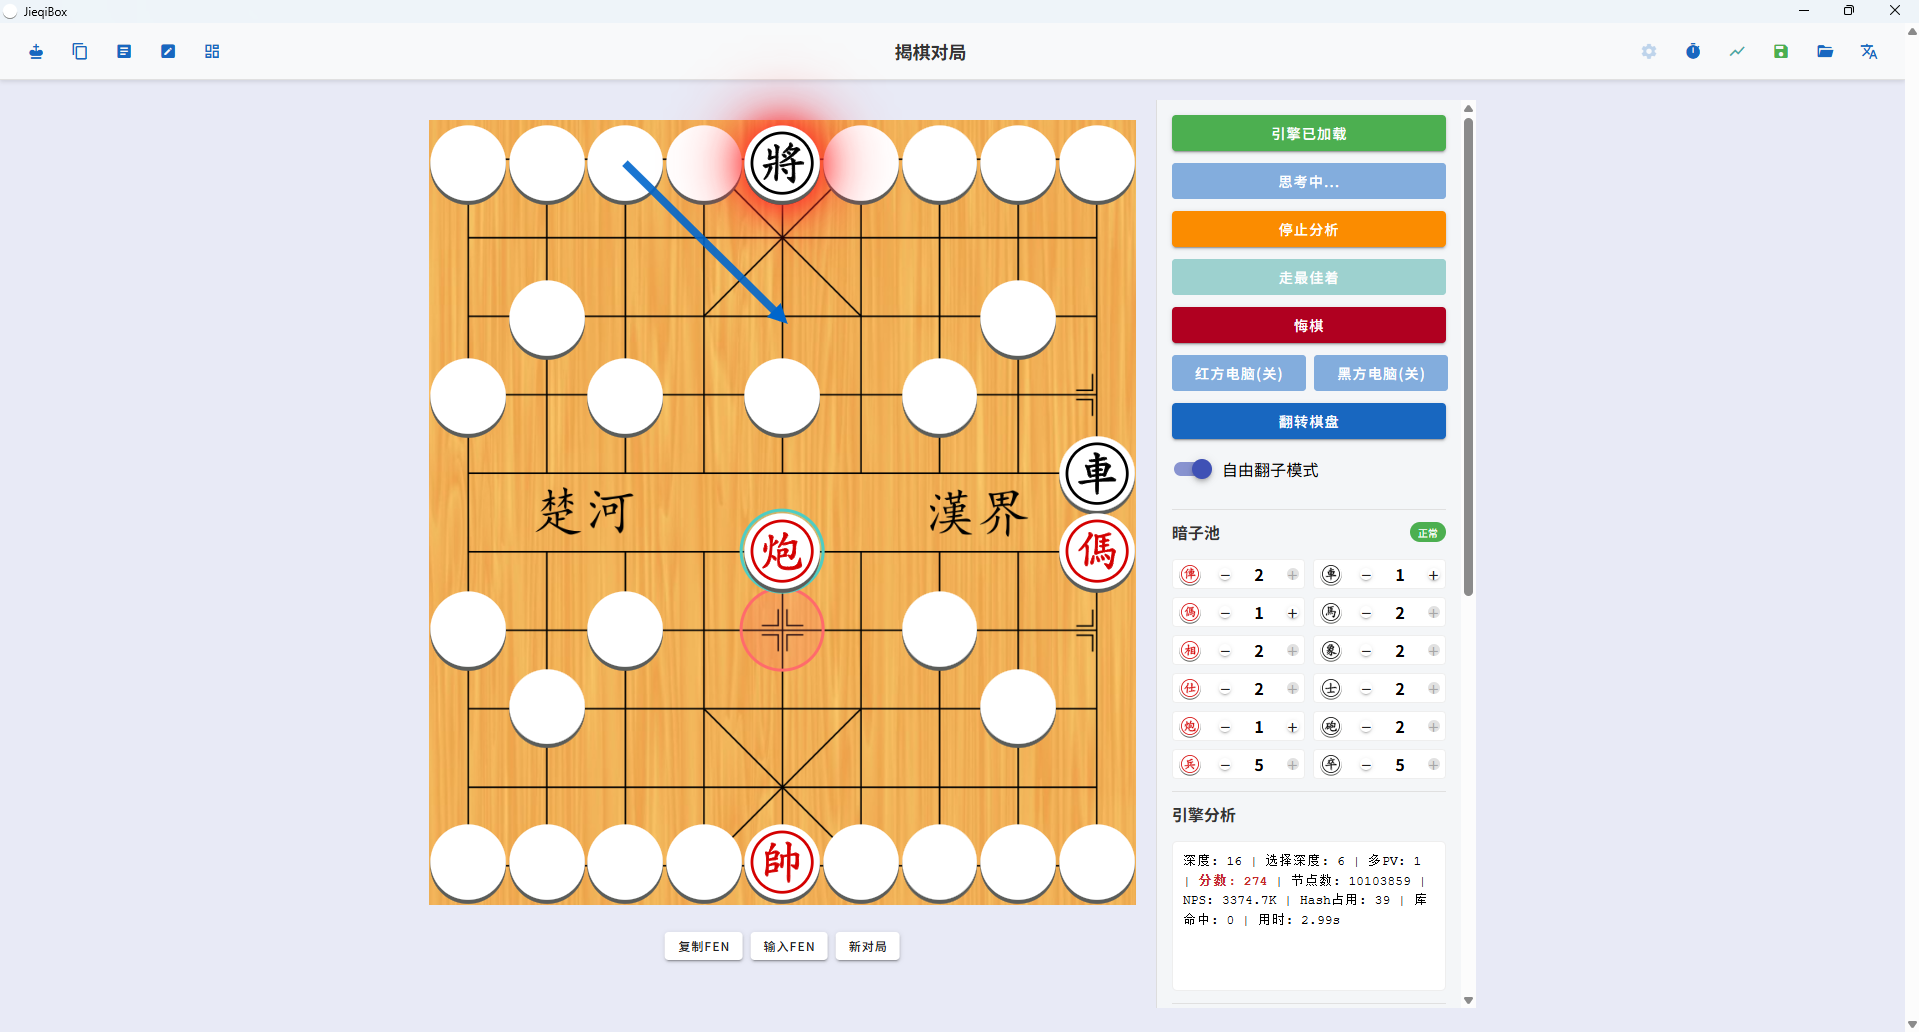 JieqiBox
揭棋对局
將
車
楚河
漢界
炮
傌
帥
复制FEN
输入FEN
新对局
引擎已加载
思考中...
停止分析
走最佳着
悔棋
红方电脑(关)
黑方电脑(关)
翻转棋盘
自由翻子模式
暗子池
正常
俥 − 2 +
車 − 1 +
傌 − 1 +
馬 − 2 +
相 − 2 +
象 − 2 +
仕 − 2 +
士 − 2 +
炮 − 1 +
砲 − 2 +
兵 − 5 +
卒 − 5 +
引擎分析
深度: 16 | 选择深度: 6 | 多PV: 1
| 分数: 274 | 节点数: 10103859 |
NPS: 3374.7K | Hash占用: 39 | 库
命中: 0 | 用时: 2.99s